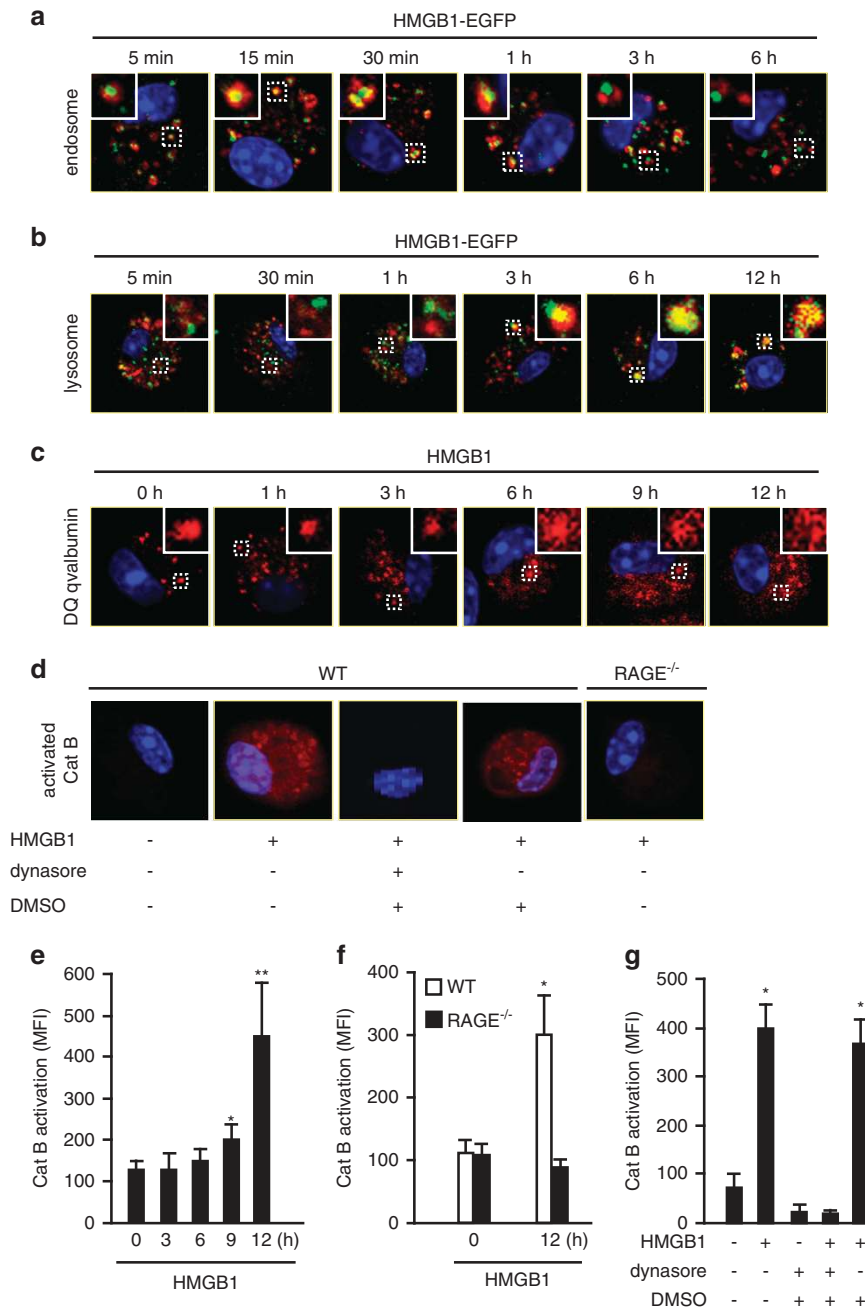 a
HMGB1-EGFP
5 min 15 min 30 min 1 h 3 h 6 h
endosome
b
HMGB1-EGFP
5 min 30 min 1 h 3 h 6 h 12 h
lysosome
c
HMGB1
0 h 1 h 3 h 6 h 9 h 12 h
DQ qvalbumin
d
WT RAGE-/-
activated
Cat B
HMGB1 - + + + +
dynasore - - + - -
DMSO - - + + -
e
Cat B activation (MFI)
600
500
400
300
200
100
0
* **
0 3 6 9 12 (h)
HMGB1
f
Cat B activation (MFI)
400
300
200
100
0
WT
RAGE-/-
*
0 12 (h)
HMGB1
g
Cat B activation (MFI)
500
400
300
200
100
0
* *
HMGB1 - + - + +
dynasore - - + + -
DMSO - - + + +